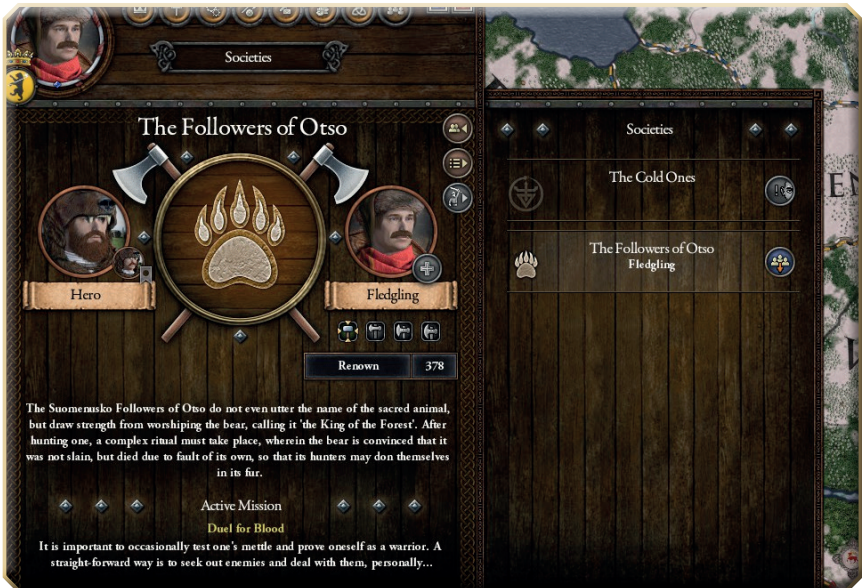 Societies
The Followers of Otso
Hero
Fledgling
Renown 378
The Suomenusko Followers of Otso do not even utter the name of the sacred animal,
but draw strength from worshiping the bear, calling it 'the King of the Forest'. After
hunting one, a complex ritual must take place, wherein the bear is convinced that it
was not slain, but died due to fault of its own, so that its hunters may don themselves
in its fur.
Active Mission
Duel for Blood
It is important to occasionally test one's mettle and prove oneself as a warrior. A
straight-forward way is to seek out enemies and deal with them, personally...
Societies
The Cold Ones
The Followers of Otso
Fledgling